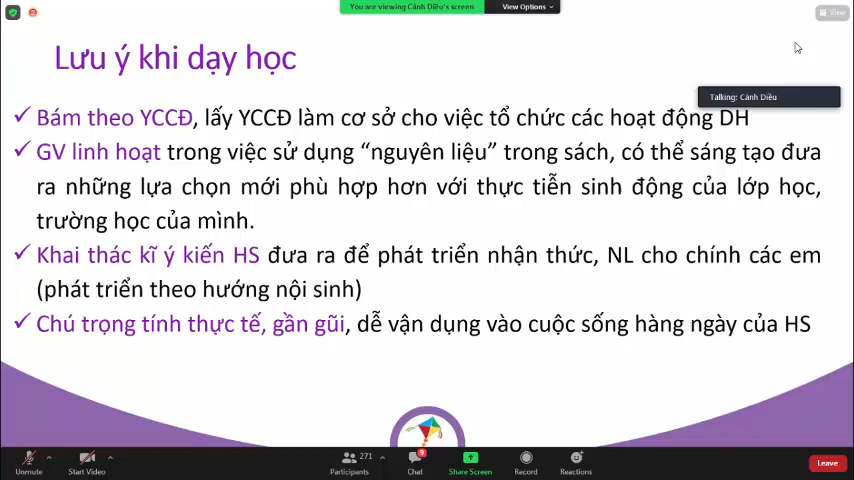 You are viewing Cánh Diều's screen
View Options
View
Lưu ý khi dạy học
Talking: Cánh Diều
Bám theo YCCĐ, lấy YCCĐ làm cơ sở cho việc tổ chức các hoạt động DH
GV linh hoạt trong việc sử dụng “nguyên liệu” trong sách, có thể sáng tạo đưa
ra những lựa chọn mới phù hợp hơn với thực tiễn sinh động của lớp học,
trường học của mình.
Khai thác kĩ ý kiến HS đưa ra để phát triển nhận thức, NL cho chính các em
(phát triển theo hướng nội sinh)
Chú trọng tính thực tế, gần gũi, dễ vận dụng vào cuộc sống hàng ngày của HS
271
9
Unmute
Start Video
Participants
Chat
Share Screen
Record
Reactions
Leave